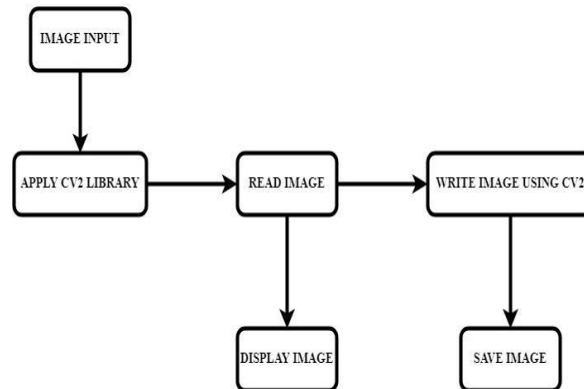 IMAGE INPUT
APPLY CV2 LIBRARY
READ IMAGE
WRITE IMAGE USING CV2
DISPLAY IMAGE
SAVE IMAGE